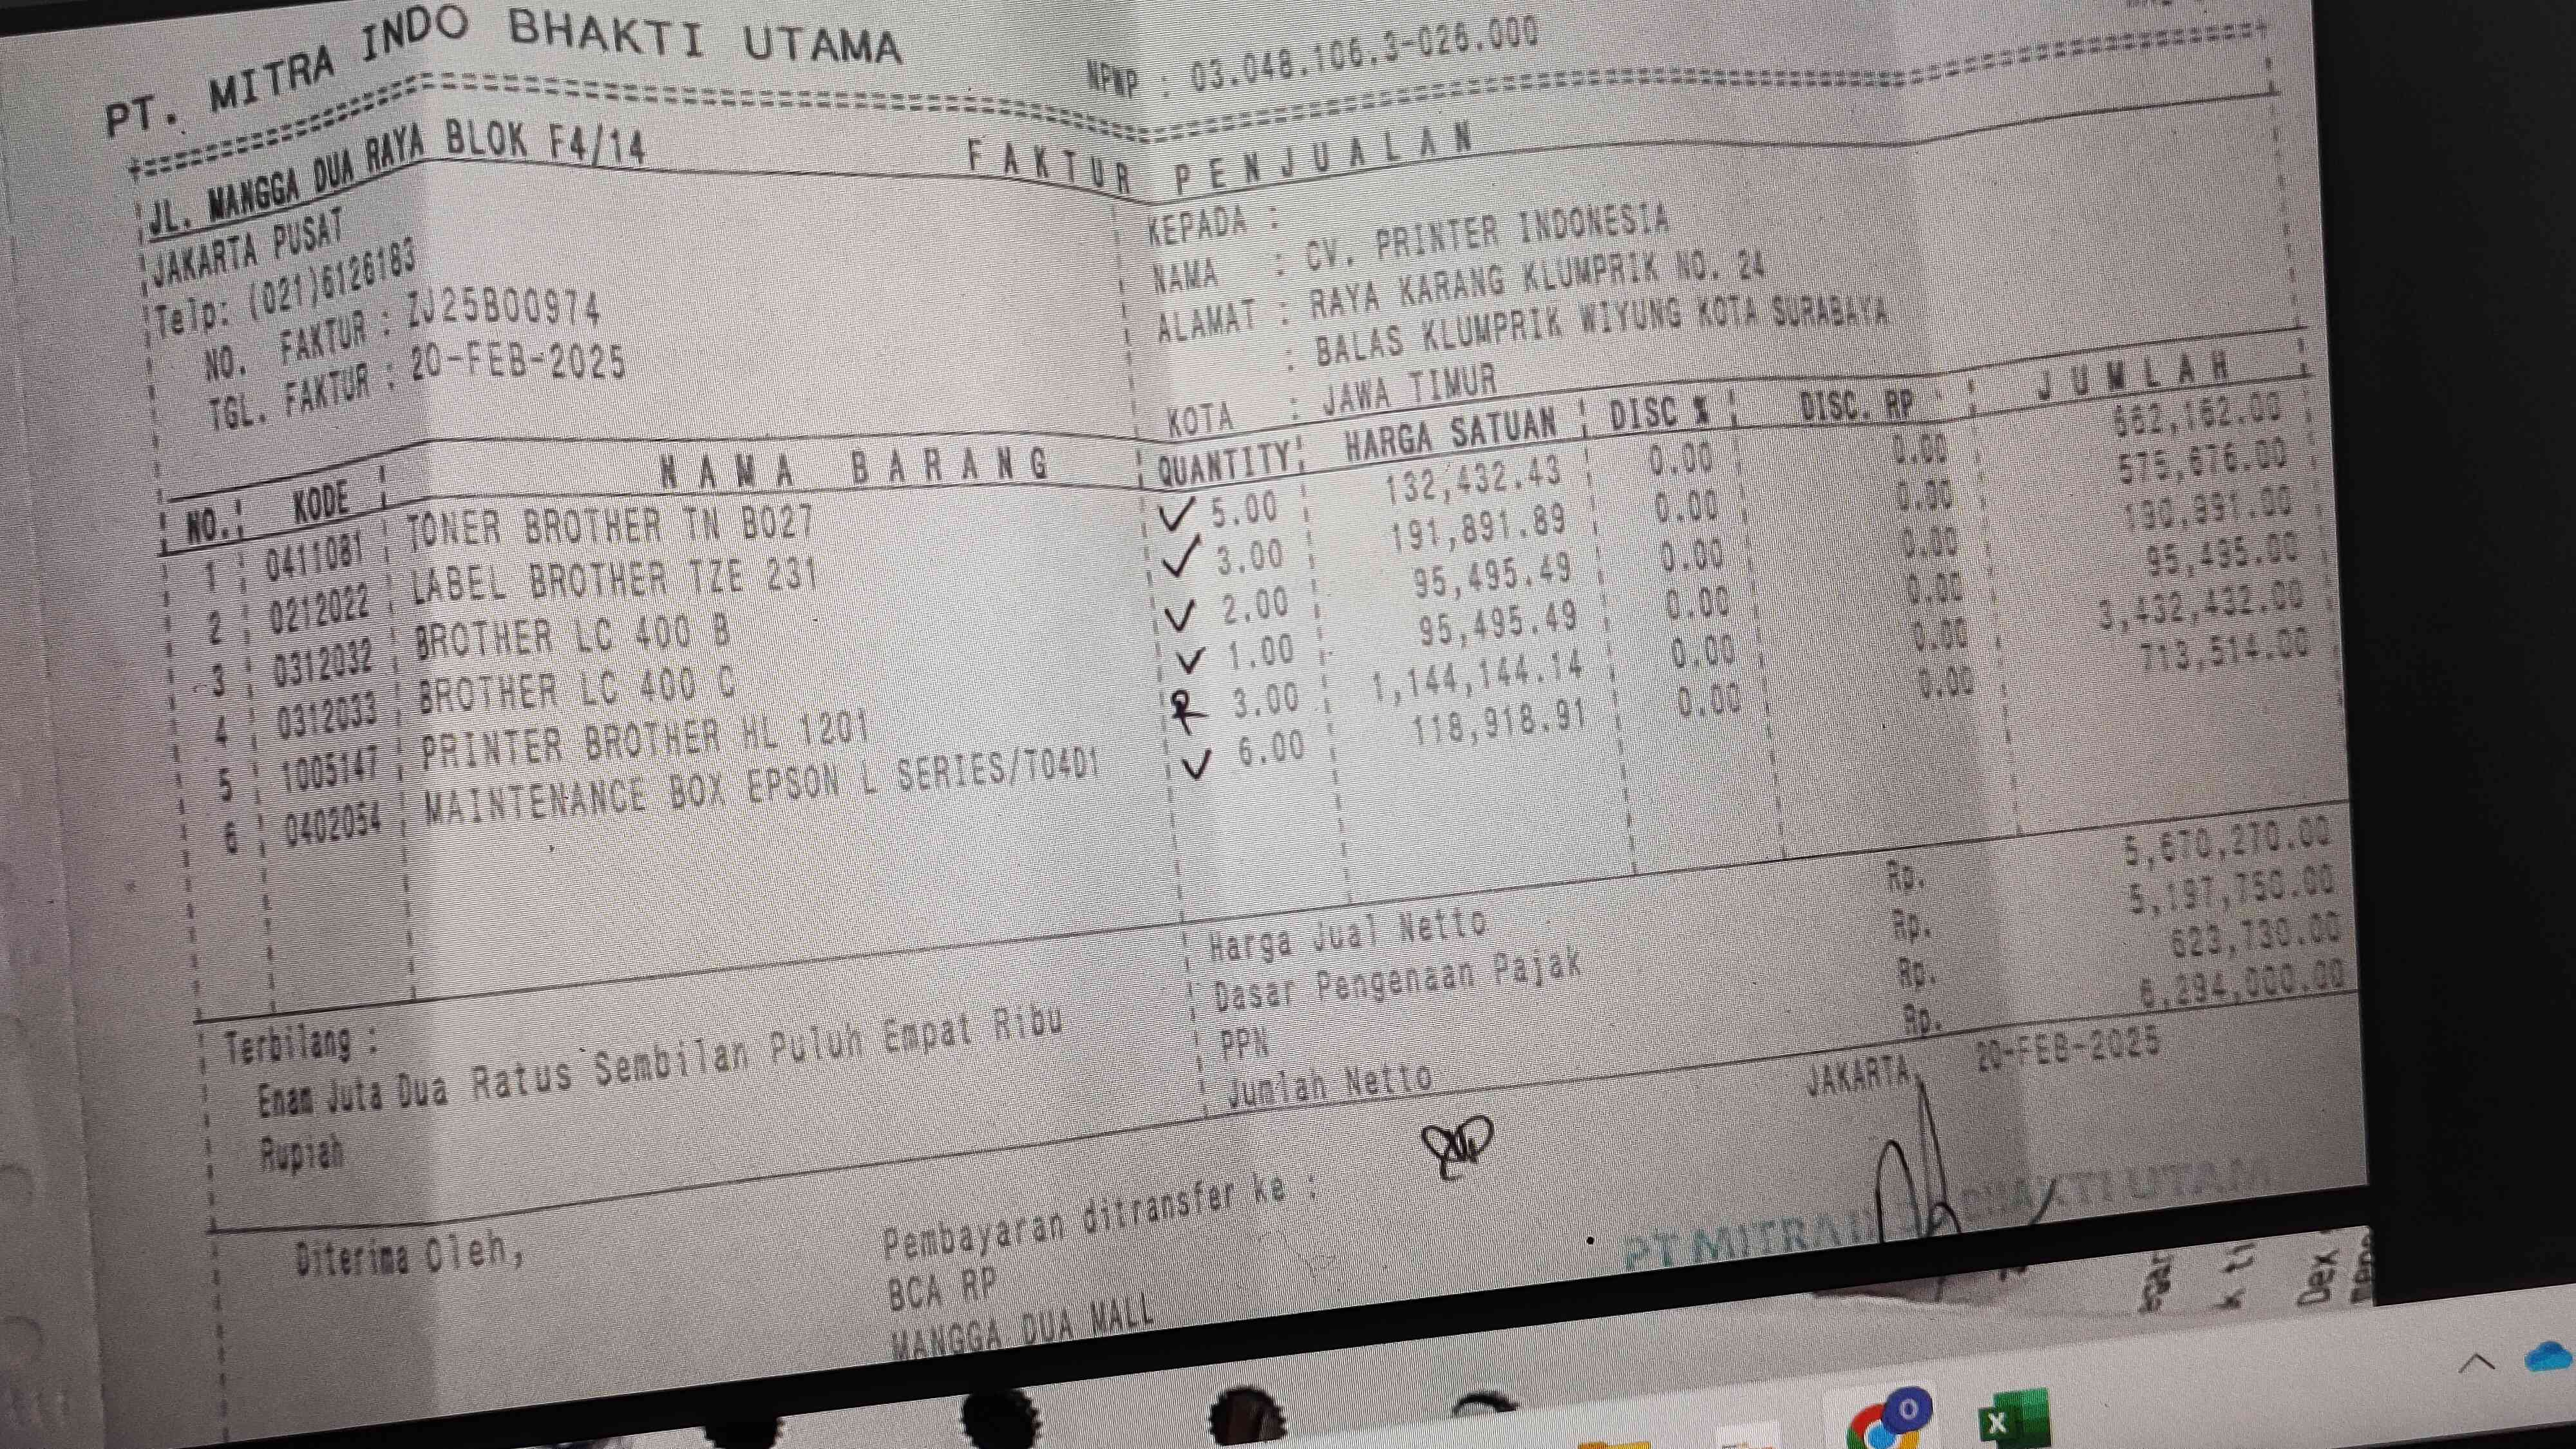 PT. MITRA INDO BHAKTI UTAMA
NPWP : 03.048.106.3-026.000
JL. MANGGA DUA RAYA BLOK F4/14
JAKARTA PUSAT
Telp: (021)6126183
NO. FAKTUR : ZJ25B00974
TGL. FAKTUR : 20-FEB-2025
FAKTUR PENJUALAN
KEPADA :
NAMA : CV. PRINTER INDONESIA
ALAMAT : RAYA KARANG KLUMPRIK NO. 24
: BALAS KLUMPRIK WIYUNG KOTA SURABAYA
KOTA : JAWA TIMUR
NO. KODE NAMA BARANG QUANTITY HARGA SATUAN DISC % DISC. RP JUMLAH
1 0411081 TONER BROTHER TN B027 ✓ 5.00 132,432.43 0.00 0.00 662,162.00
2 0212022 LABEL BROTHER TZE 231 ✓ 3.00 191,891.89 0.00 0.00 575,676.00
3 0312032 BROTHER LC 400 B ✓ 2.00 95,495.49 0.00 0.00 190,991.00
4 0312033 BROTHER LC 400 C ✓ 1.00 95,495.49 0.00 0.00 95,495.00
5 1005147 PRINTER BROTHER HL 1201 R 3.00 1,144,144.14 0.00 0.00 3,432,432.00
6 0402054 MAINTENANCE BOX EPSON L SERIES/T04D1 ✓ 6.00 118,918.91 0.00 0.00 713,514.00
Harga Jual Netto Rp. 5,670,270.00
Dasar Pengenaan Pajak Rp. 5,197,750.00
PPN Rp. 623,730.00
Jumlah Netto Rp. 6,294,000.00
Terbilang :
Enam Juta Dua Ratus Sembilan Puluh Empat Ribu
Rupiah
JAKARTA, 20-FEB-2025
Diterima Oleh,
Pembayaran ditransfer ke :
BCA RP
MANGGA DUA MALL
PT MITRA BHAKTI UTAMA